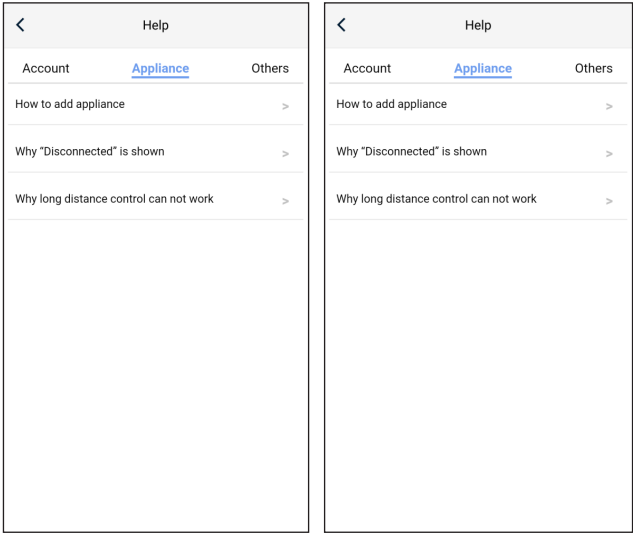 Help
Account Appliance Others
How to add appliance >
Why “Disconnected” is shown >
Why long distance control can not work >
Help
Account Appliance Others
How to add appliance >
Why “Disconnected” is shown >
Why long distance control can not work >